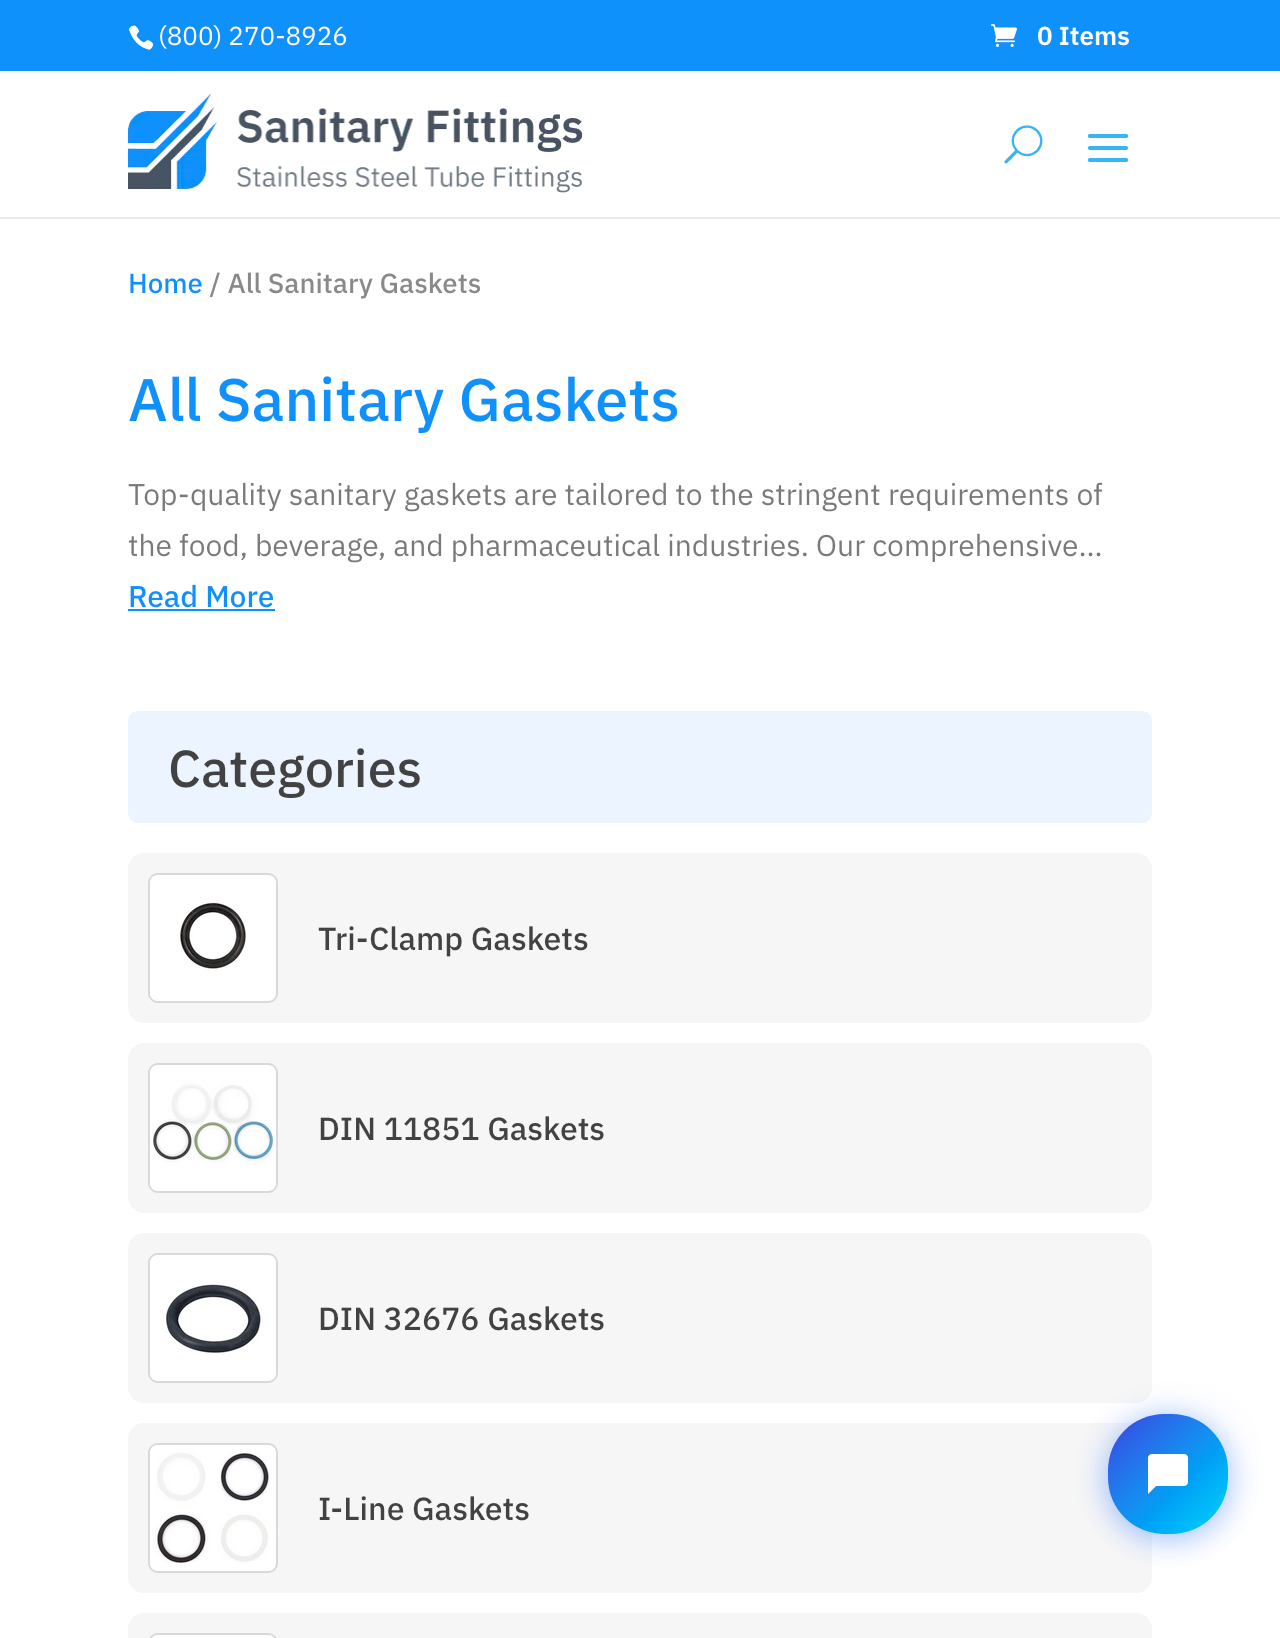 (800) 270-8926
0 Items
Sanitary Fittings
Stainless Steel Tube Fittings
Home / All Sanitary Gaskets
All Sanitary Gaskets
Top-quality sanitary gaskets are tailored to the stringent requirements of
the food, beverage, and pharmaceutical industries. Our comprehensive...
Read More
Categories
Tri-Clamp Gaskets
DIN 11851 Gaskets
DIN 32676 Gaskets
I-Line Gaskets